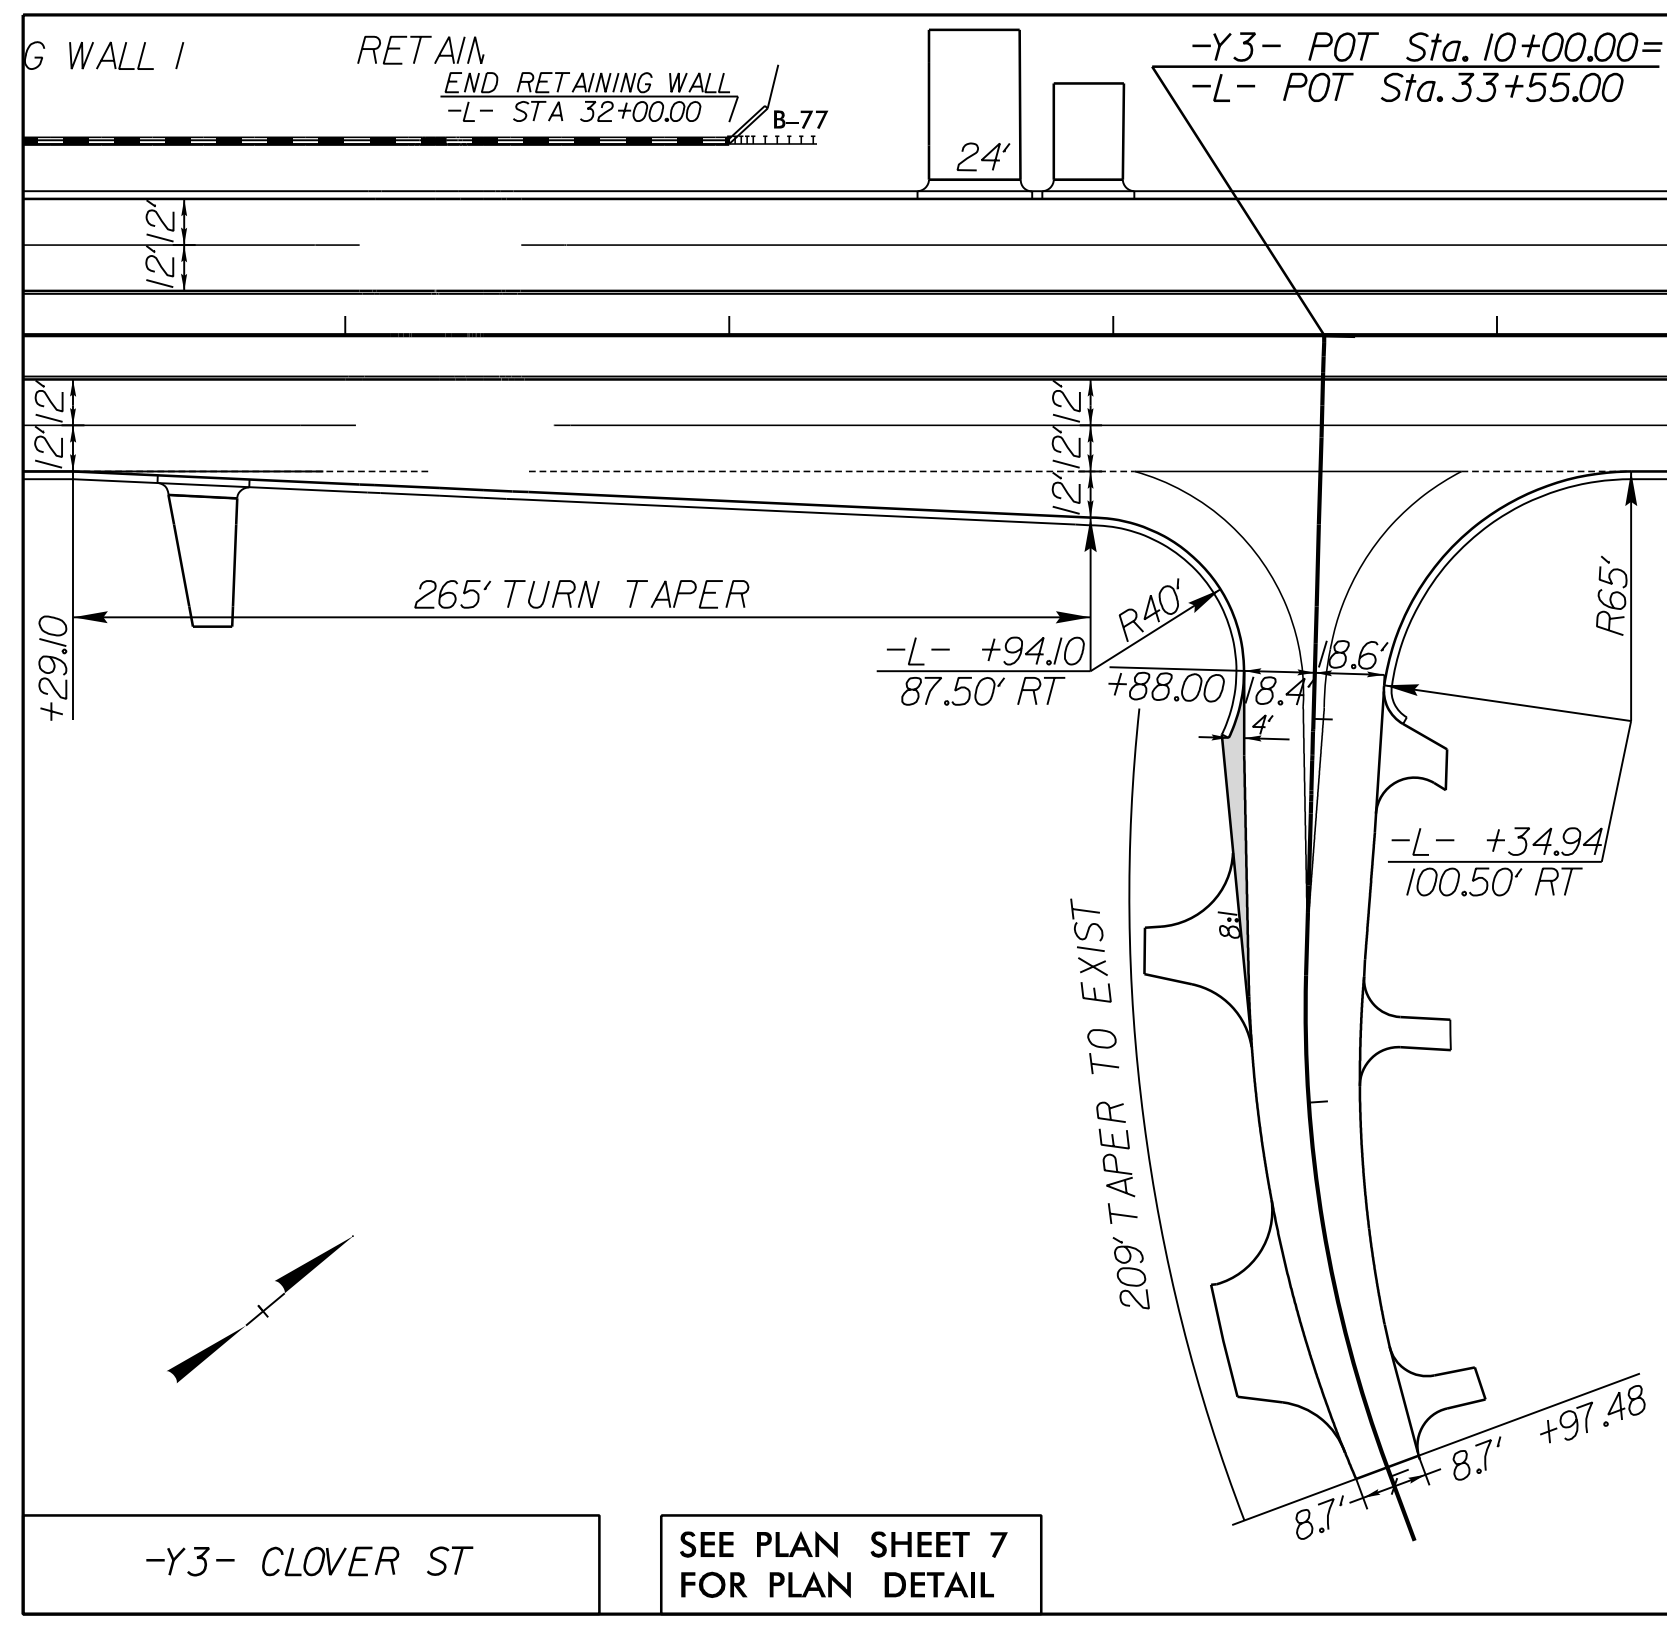 G WALL 1
RETAIN
END RETAINING WALL
-L- STA 32+00.00
B-77
-Y3- POT Sta. 10+00.00=
-L- POT Sta. 33+55.00
24'
12'
12'
12'
12'
12'
12'
12'
265' TURN TAPER
+29.10
-L- +94.10
87.50' RT
R40'
+88.00
18.4'
18.6'
4'
R65'
-L- +34.94
100.50' RT
8:1
209' TAPER TO EXIST
8.7'
8.7'
+97.48
-Y3- CLOVER ST
SEE PLAN SHEET 7
FOR PLAN DETAIL